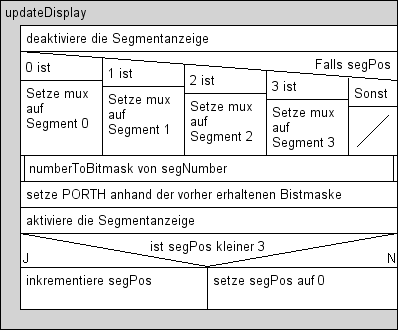 updateDisplay
deaktiviere die Segmentanzeige
Falls segPos
0 ist
1 ist
2 ist
3 ist
Sonst
Setze mux
auf
Segment 0
Setze mux
auf
Segment 1
Setze mux
auf
Segment 2
Setze mux
auf
Segment 3
numberToBitmask von segNumber
setze PORTH anhand der vorher erhaltenen Bistmaske
aktiviere die Segmentanzeige
ist segPos kleiner 3
J
N
inkrementiere segPos
setze segPos auf 0